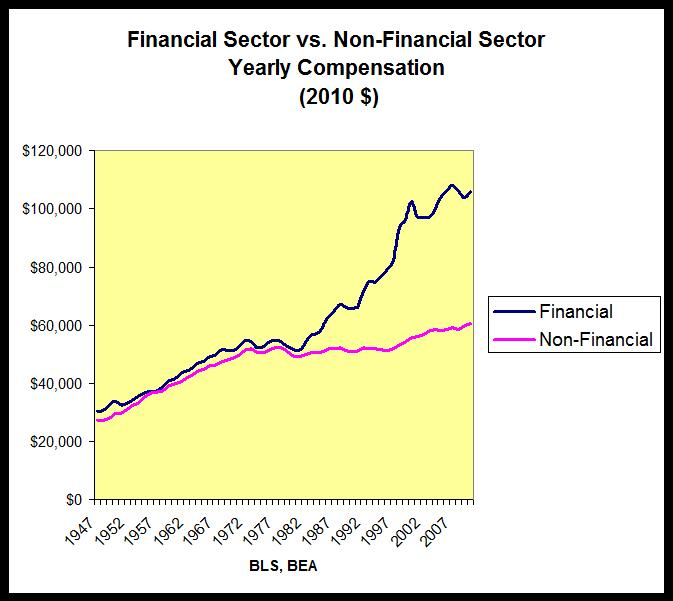 Financial Sector vs. Non-Financial Sector
Yearly Compensation
(2010 $)
$120,000
$100,000
$80,000
$60,000
$40,000
$20,000
$0
1947 1952 1957 1962 1967 1972 1977 1982 1987 1992 1997 2002 2007
BLS, BEA
Financial
Non-Financial